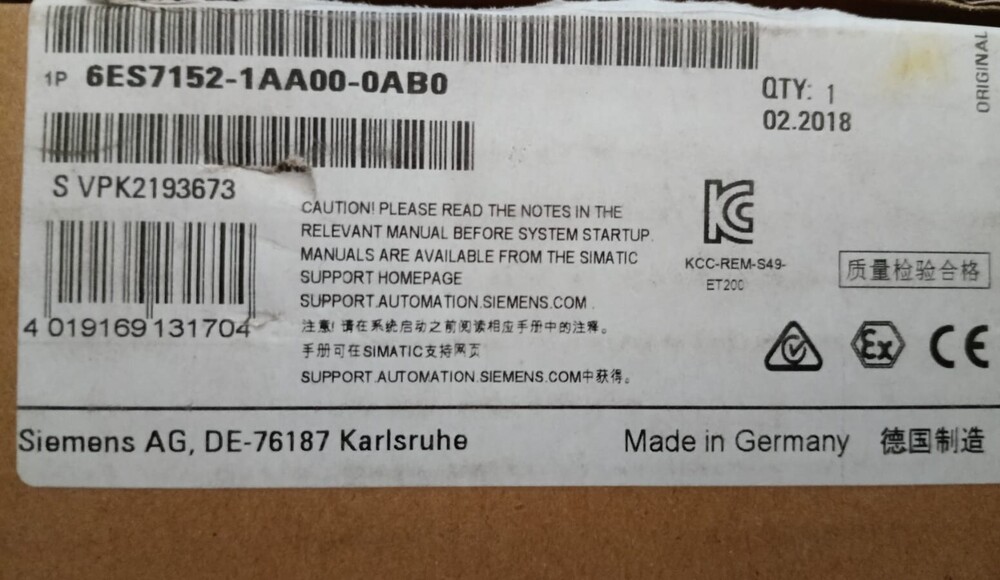 1P 6ES7152-1AA00-0AB0
QTY: 1
02.2018
ORIGINAL
S VPK2193673
4 019169 131704
CAUTION! PLEASE READ THE NOTES IN THE
RELEVANT MANUAL BEFORE SYSTEM STARTUP.
MANUALS ARE AVAILABLE FROM THE SIMATIC
SUPPORT HOMEPAGE
SUPPORT.AUTOMATION.SIEMENS.COM.
注意! 请在系统启动之前阅读相应手册中的注释。
手册可在SIMATIC支持网页
SUPPORT.AUTOMATION.SIEMENS.COM中获得。
KCC-REM-S49-
ET200
质量检验合格
Ex CE
Siemens AG, DE-76187 Karlsruhe
Made in Germany 德国制造